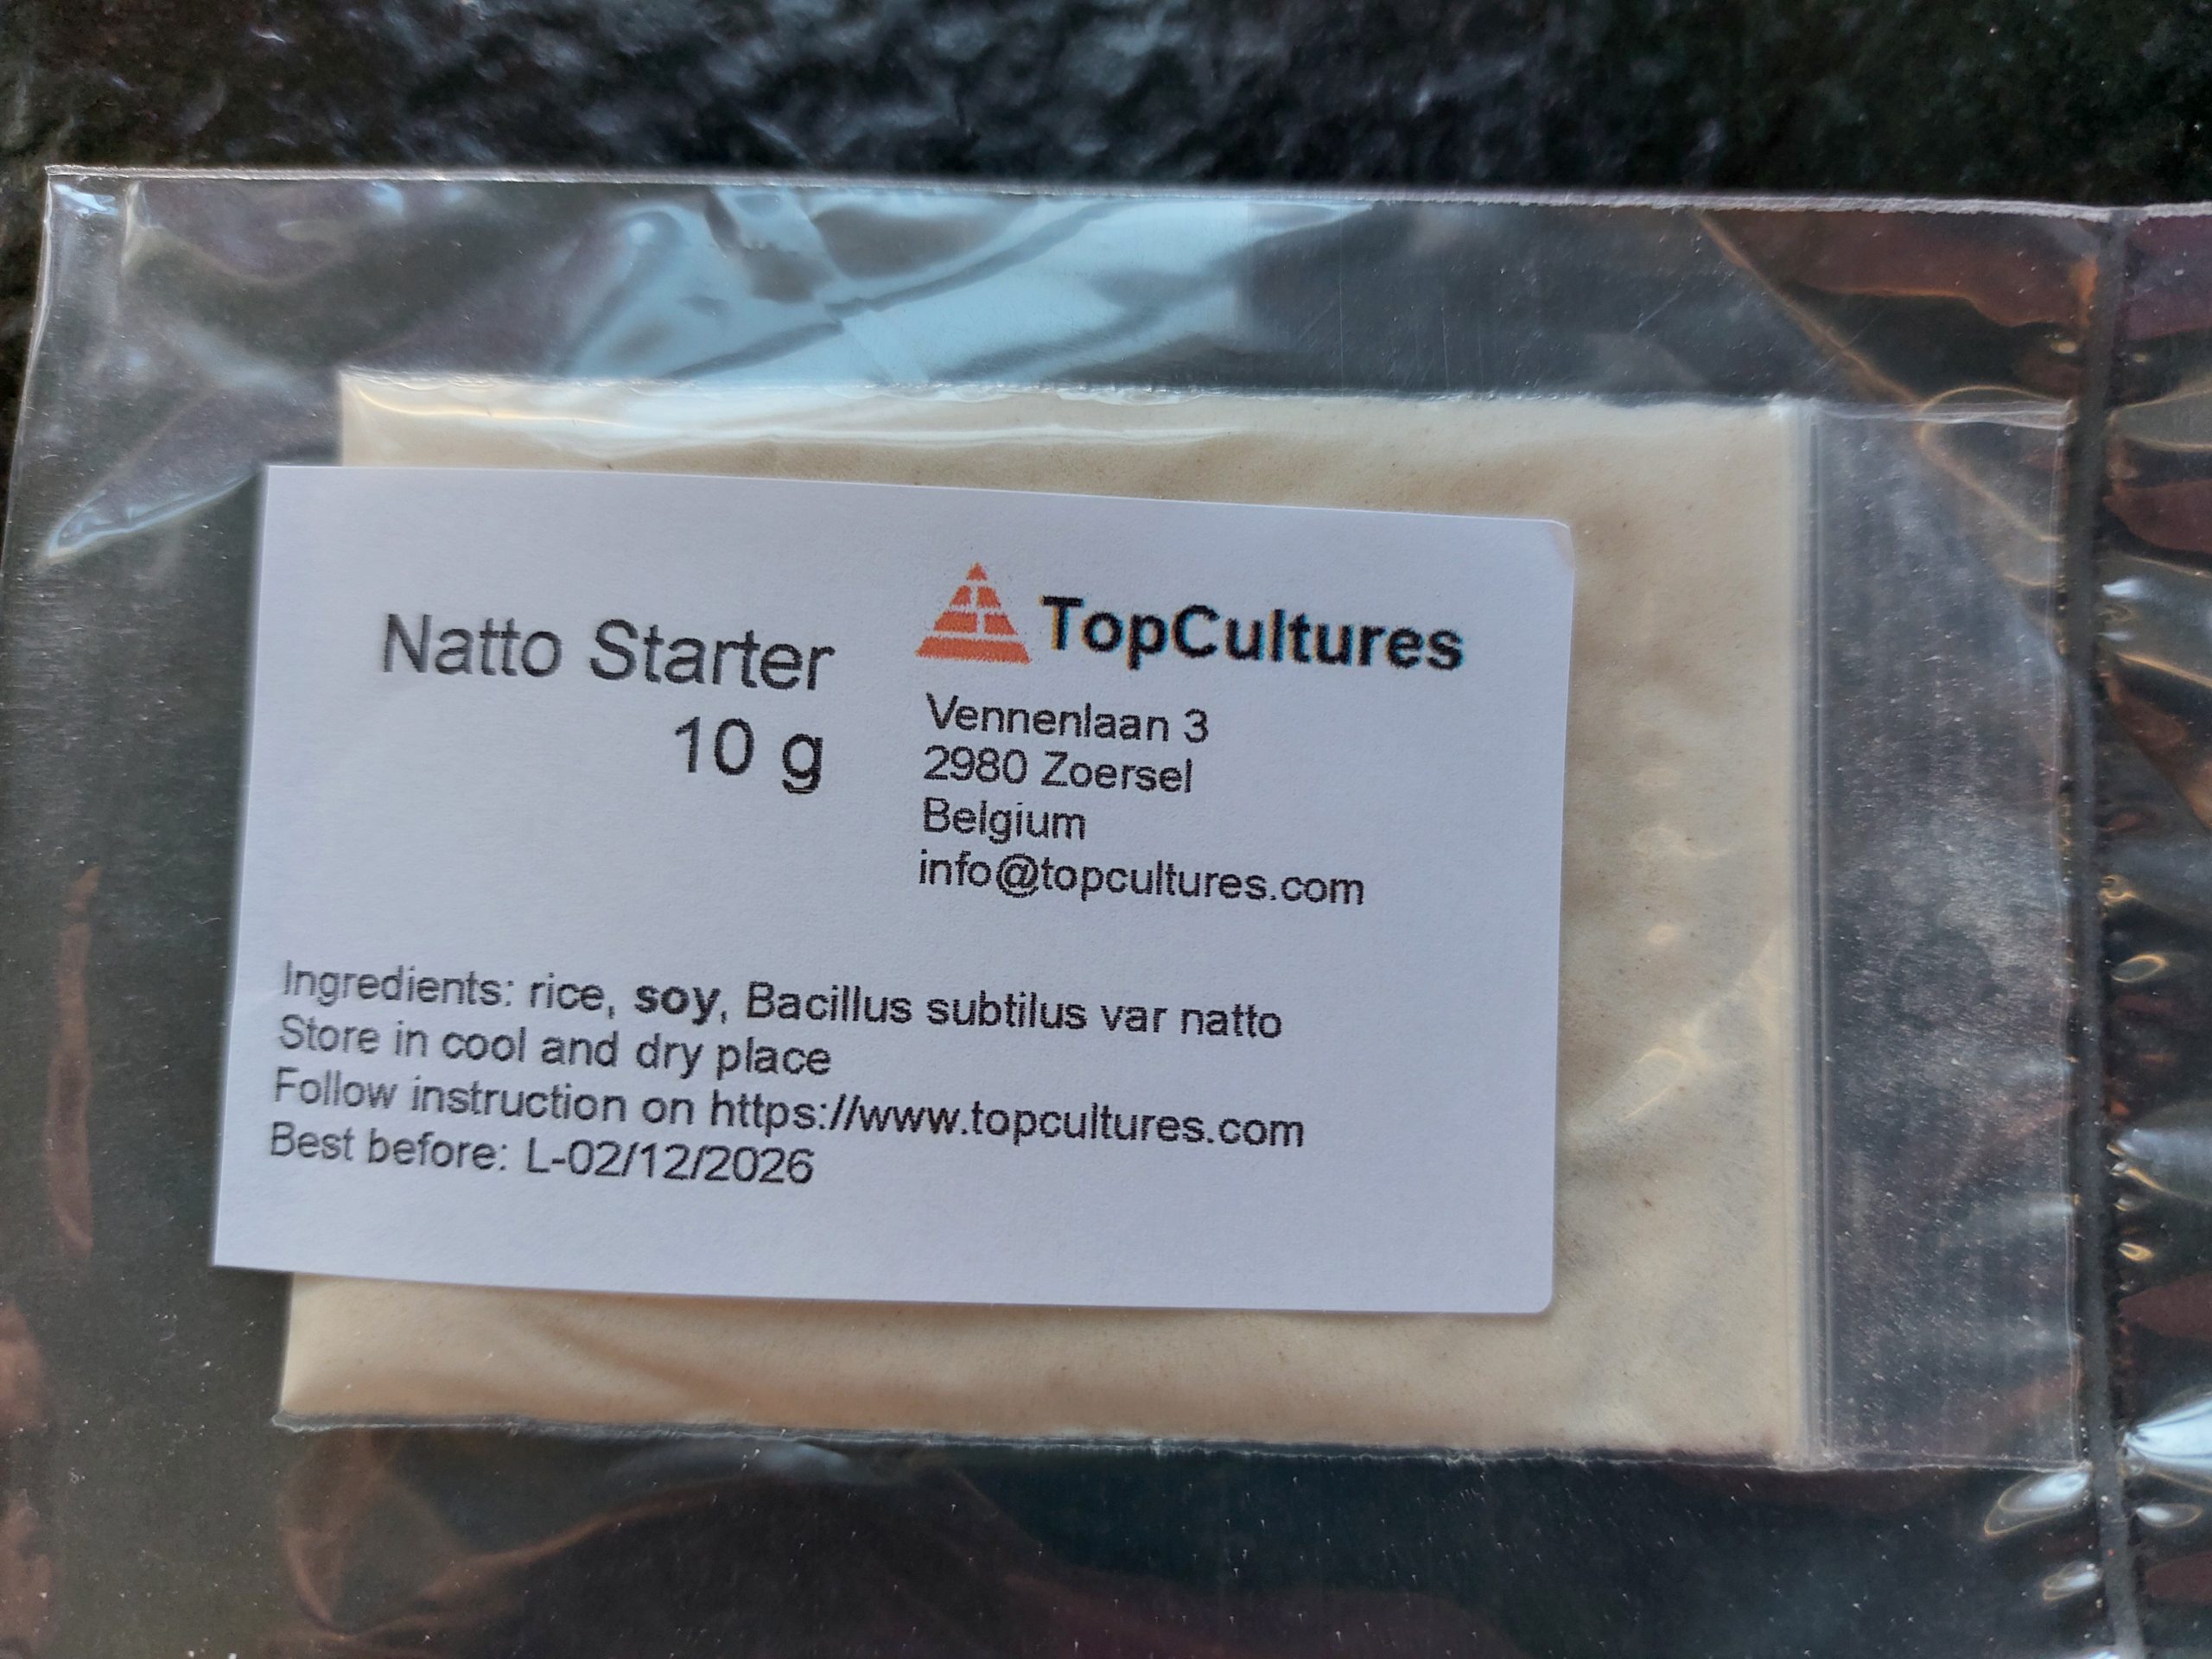 Natto Starter
10 g
TopCultures
Vennenlaan 3
2980 Zoersel
Belgium
info@topcultures.com
Ingredients: rice, soy, Bacillus subtilus var natto
Store in cool and dry place
Follow instruction on https://www.topcultures.com
Best before: L-02/12/2026